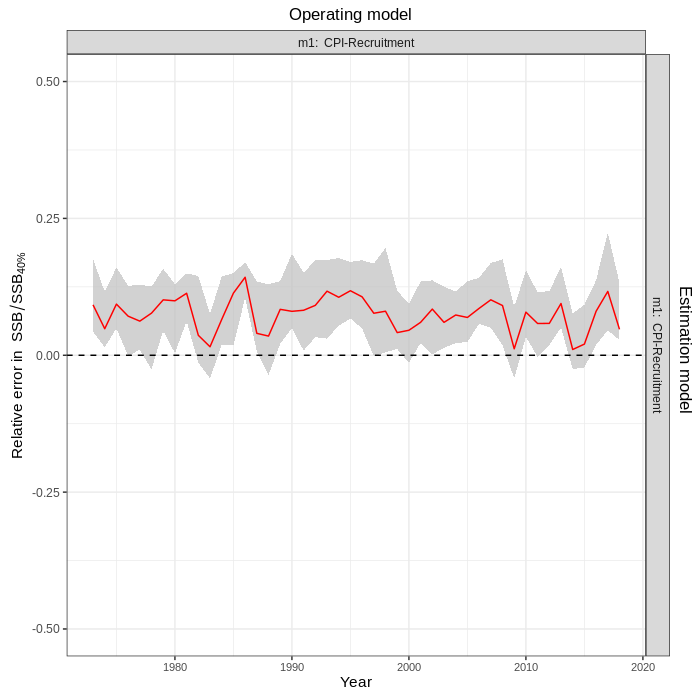 Operating model
m1: CPI-Recruitment
0.50
0.25
0.00
-0.25
-0.50
Relative error in SSB/SSB40%
1980
1990
2000
2010
2020
Year
m1: CPI-Recruitment
Estimation model